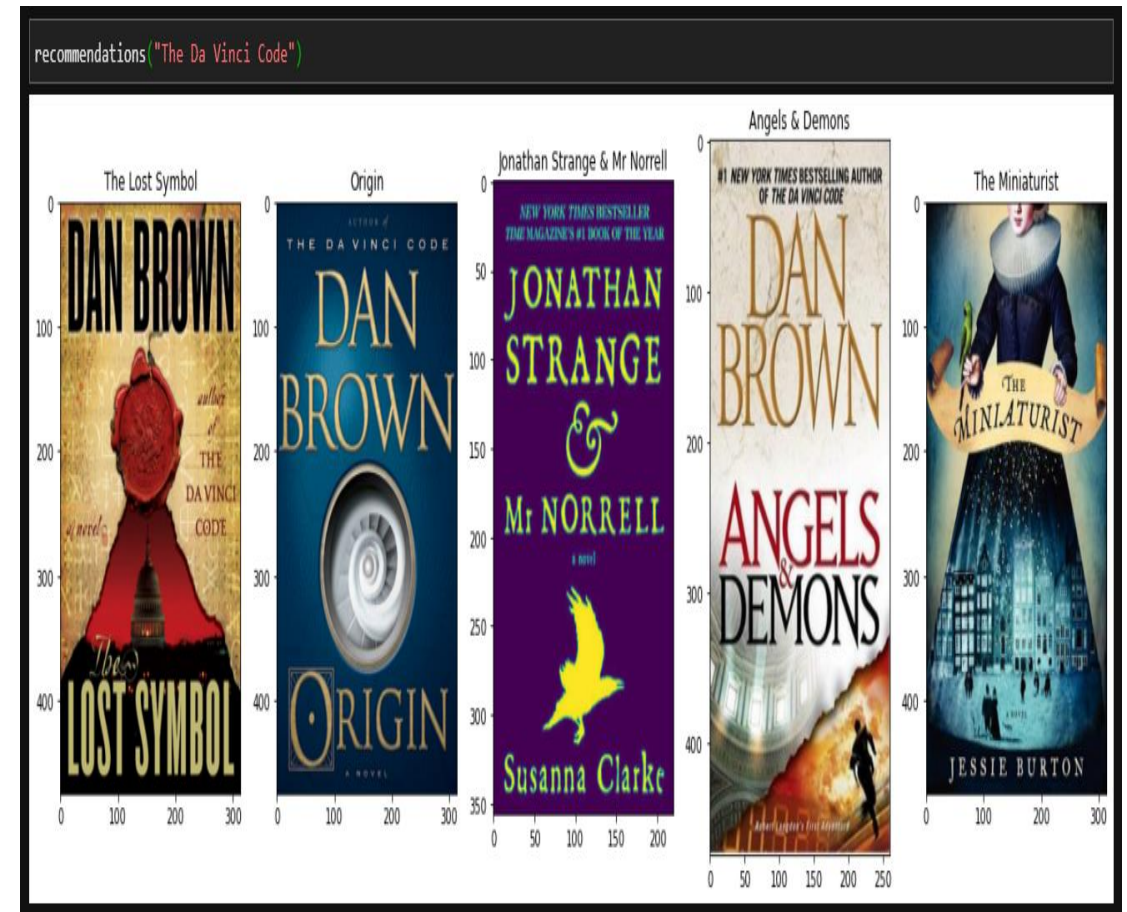 recommendations("The Da Vinci Code")
The Lost Symbol
0
100
200
300
400
0 100 200 300
DAN BROWN
author
of
THE
DA VINCI
CODE
a novel
The
LOST SYMBOL
Origin
0
100
200
300
400
0 100 200 300
AUTHOR of
THE DA VINCI CODE
DAN
BROWN
ORIGIN
A NOVEL
Jonathan Strange & Mr Norrell
0
50
100
150
200
250
300
350
0 50 100 150 200
NEW YORK TIMES BESTSELLER
TIME MAGAZINE'S #1 BOOK OF THE YEAR
JONATHAN
STRANGE
&
Mr NORRELL
a novel
Susanna Clarke
Angels & Demons
0
100
200
300
400
0 50 100 150 200 250
#1 NEW YORK TIMES BESTSELLING AUTHOR
OF THE DA VINCI CODE
DAN
BROWN
ANGELS
&
DEMONS
Robert Langdon's First Adventure
The Miniaturist
0
100
200
300
400
0 100 200 300
THE
MINIATURIST
A NOVEL
JESSIE BURTON